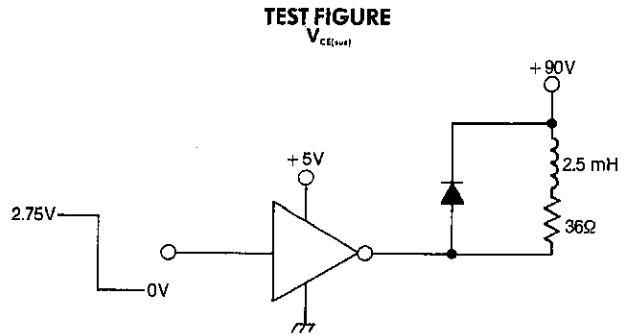 TEST FIGURE
VCE(sus)
+90V
2.5 mH
+5V
2.75V
36Ω
0V